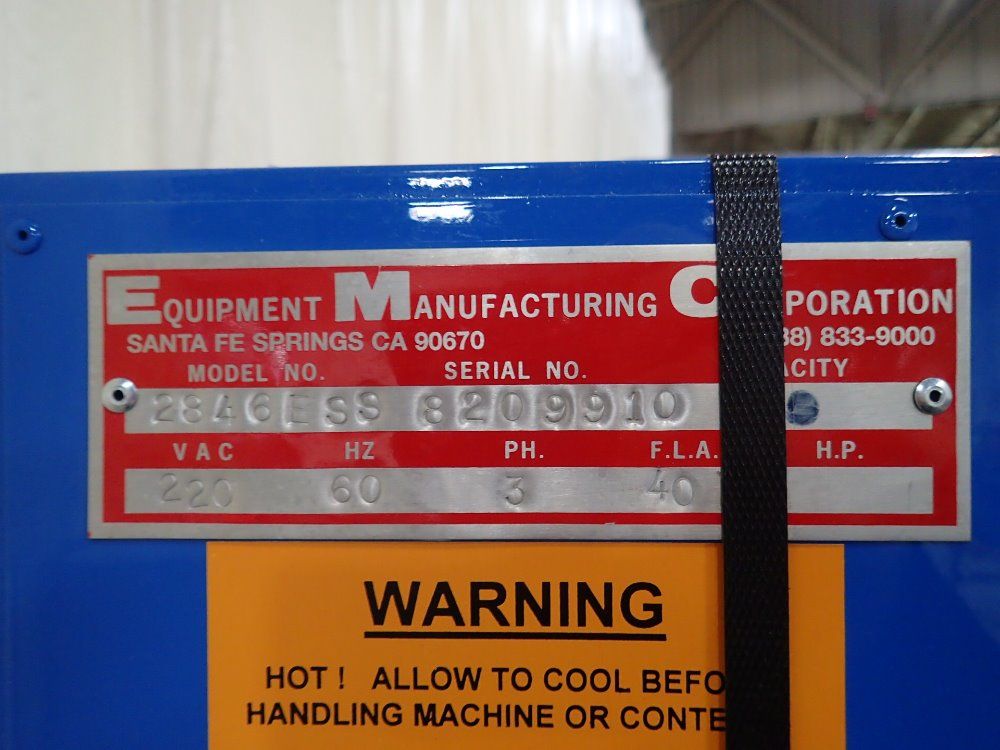 EQUIPMENT MANUFACTURING C PORATION
SANTA FE SPRINGS CA 90670 88) 833-9000
MODEL NO. SERIAL NO. ACITY
2846ESS 8209910
VAC HZ PH. F.L.A. H.P.
220 60 3 40
WARNING
HOT ! ALLOW TO COOL BEFO
HANDLING MACHINE OR CONTE